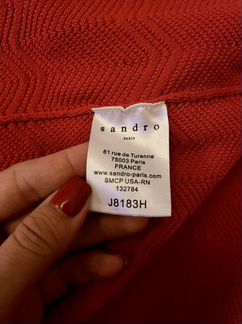 sandro
PARIS
61 rue de Turenne
75003 Paris
FRANCE
www.sandro-paris.com
SMCP USA-RN
132784
J8183H